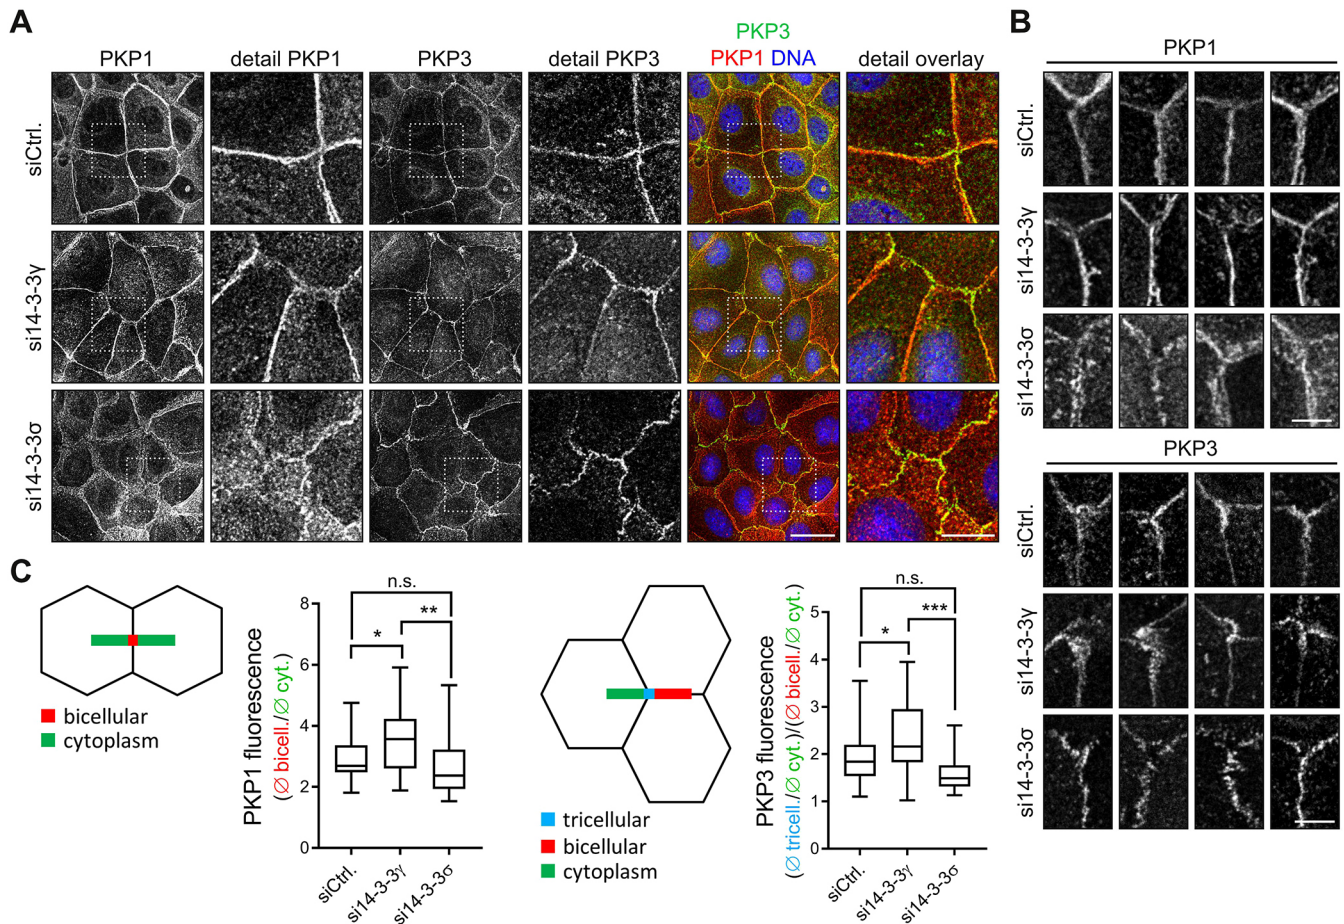 A
PKP3
PKP1 detail PKP1 PKP3 detail PKP3 PKP1 DNA detail overlay
siCtrl.
si14-3-3γ
si14-3-3σ
B
PKP1
siCtrl.
si14-3-3γ
si14-3-3σ
PKP3
siCtrl.
si14-3-3γ
si14-3-3σ
C
bicellular
cytoplasm
PKP1 fluorescence
(∅ bicell./∅ cyt.)
8
6
4
2
0
n.s.
**
*
siCtrl.
si14-3-3γ
si14-3-3σ
tricellular
bicellular
cytoplasm
PKP3 fluorescence
(∅ tricell./∅ cyt.)/(∅ bicell./∅ cyt.)
5
4
3
2
1
0
n.s.
***
*
siCtrl.
si14-3-3γ
si14-3-3σ